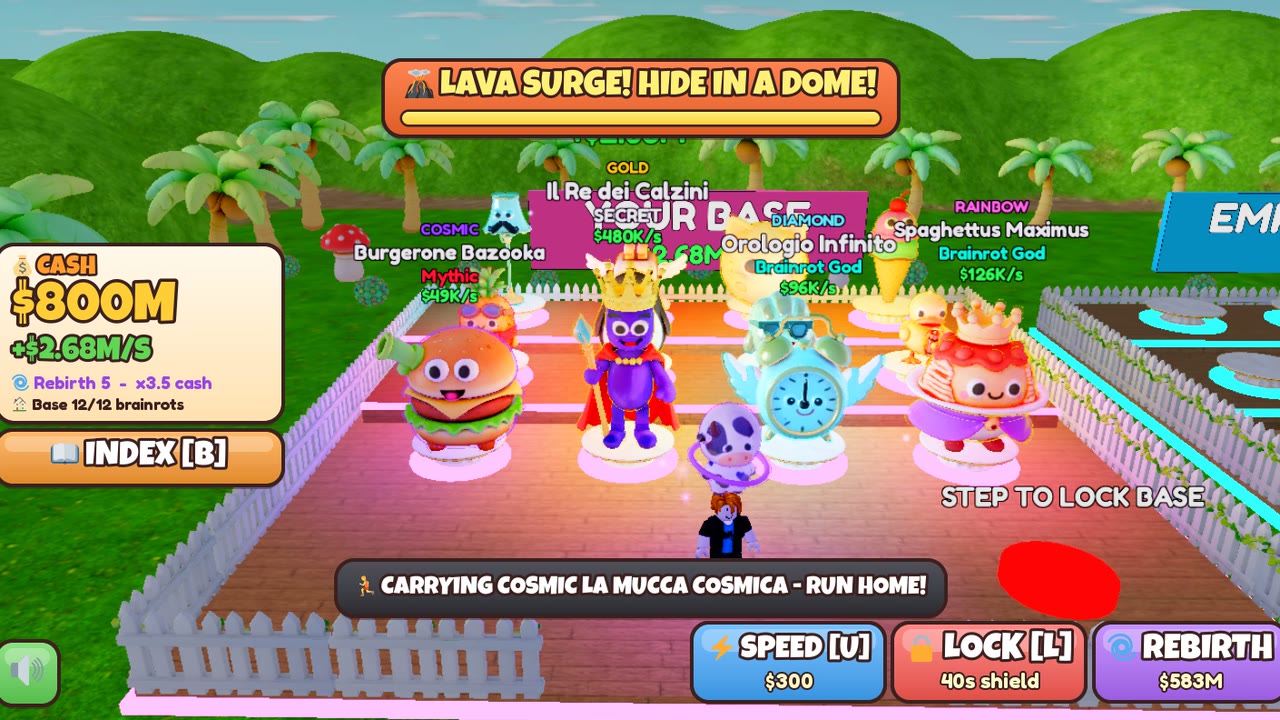 LAVA SURGE! HIDE IN A DOME!
GOLD
Il Re dei Calzini
SECRET
$480K/s
YOUR BASE
COSMIC
Burgerone Bazooka
Mythic
$49K/s
DIAMOND
Orologio Infinito
Brainrot God
$96K/s
RAINBOW
Spaghettus Maximus
Brainrot God
$126K/s
CASH
$800M
+$2.68M/S
Rebirth 5 - x3.5 cash
Base 12/12 brainrots
INDEX [B]
STEP TO LOCK BASE
CARRYING COSMIC LA MUCCA COSMICA - RUN HOME!
SPEED [U]
$300
LOCK [L]
40s shield
REBIRTH
$583M